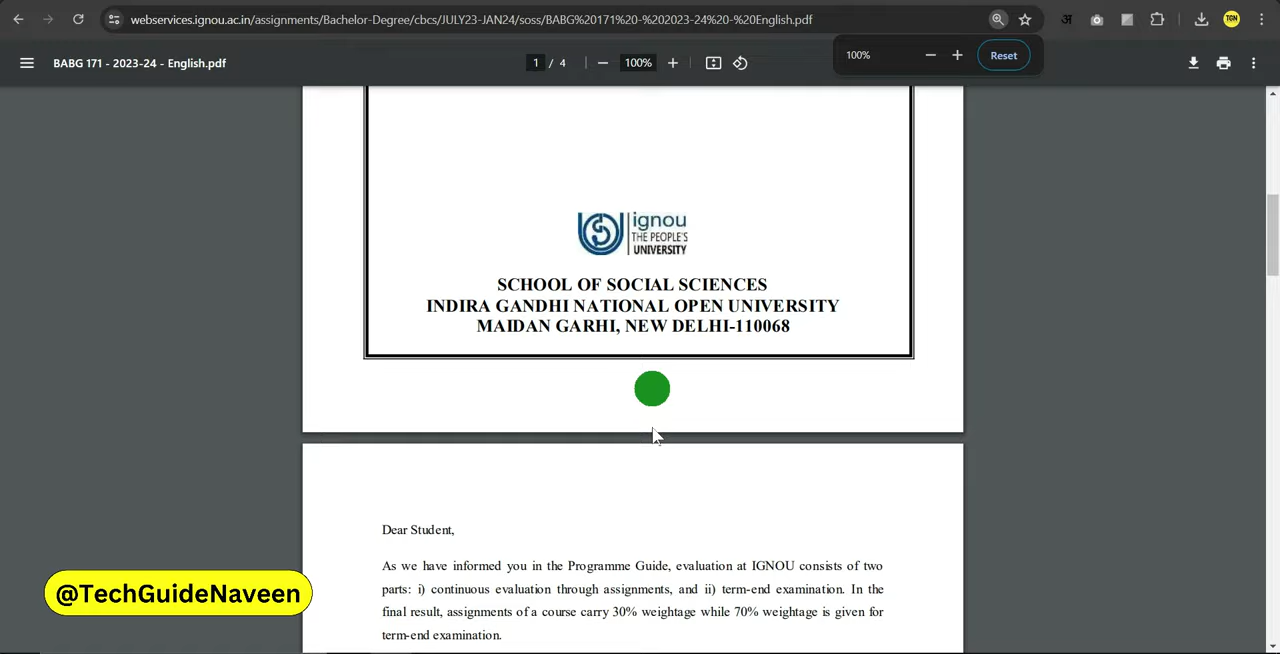 webservices.ignou.ac.in/assignments/Bachelor-Degree/cbcs/JULY23-JAN24/soss/BABG%20171%20-%202023-24%20-%20English.pdf
अ
TGN
BABG 171 - 2023-24 - English.pdf
1 / 4
100%
100%
Reset
ignou
THE PEOPLE'S
UNIVERSITY
SCHOOL OF SOCIAL SCIENCES
INDIRA GANDHI NATIONAL OPEN UNIVERSITY
MAIDAN GARHI, NEW DELHI-110068
Dear Student,
As we have informed you in the Programme Guide, evaluation at IGNOU consists of two
parts: i) continuous evaluation through assignments, and ii) term-end examination. In the
final result, assignments of a course carry 30% weightage while 70% weightage is given for
term-end examination.
@TechGuideNaveen